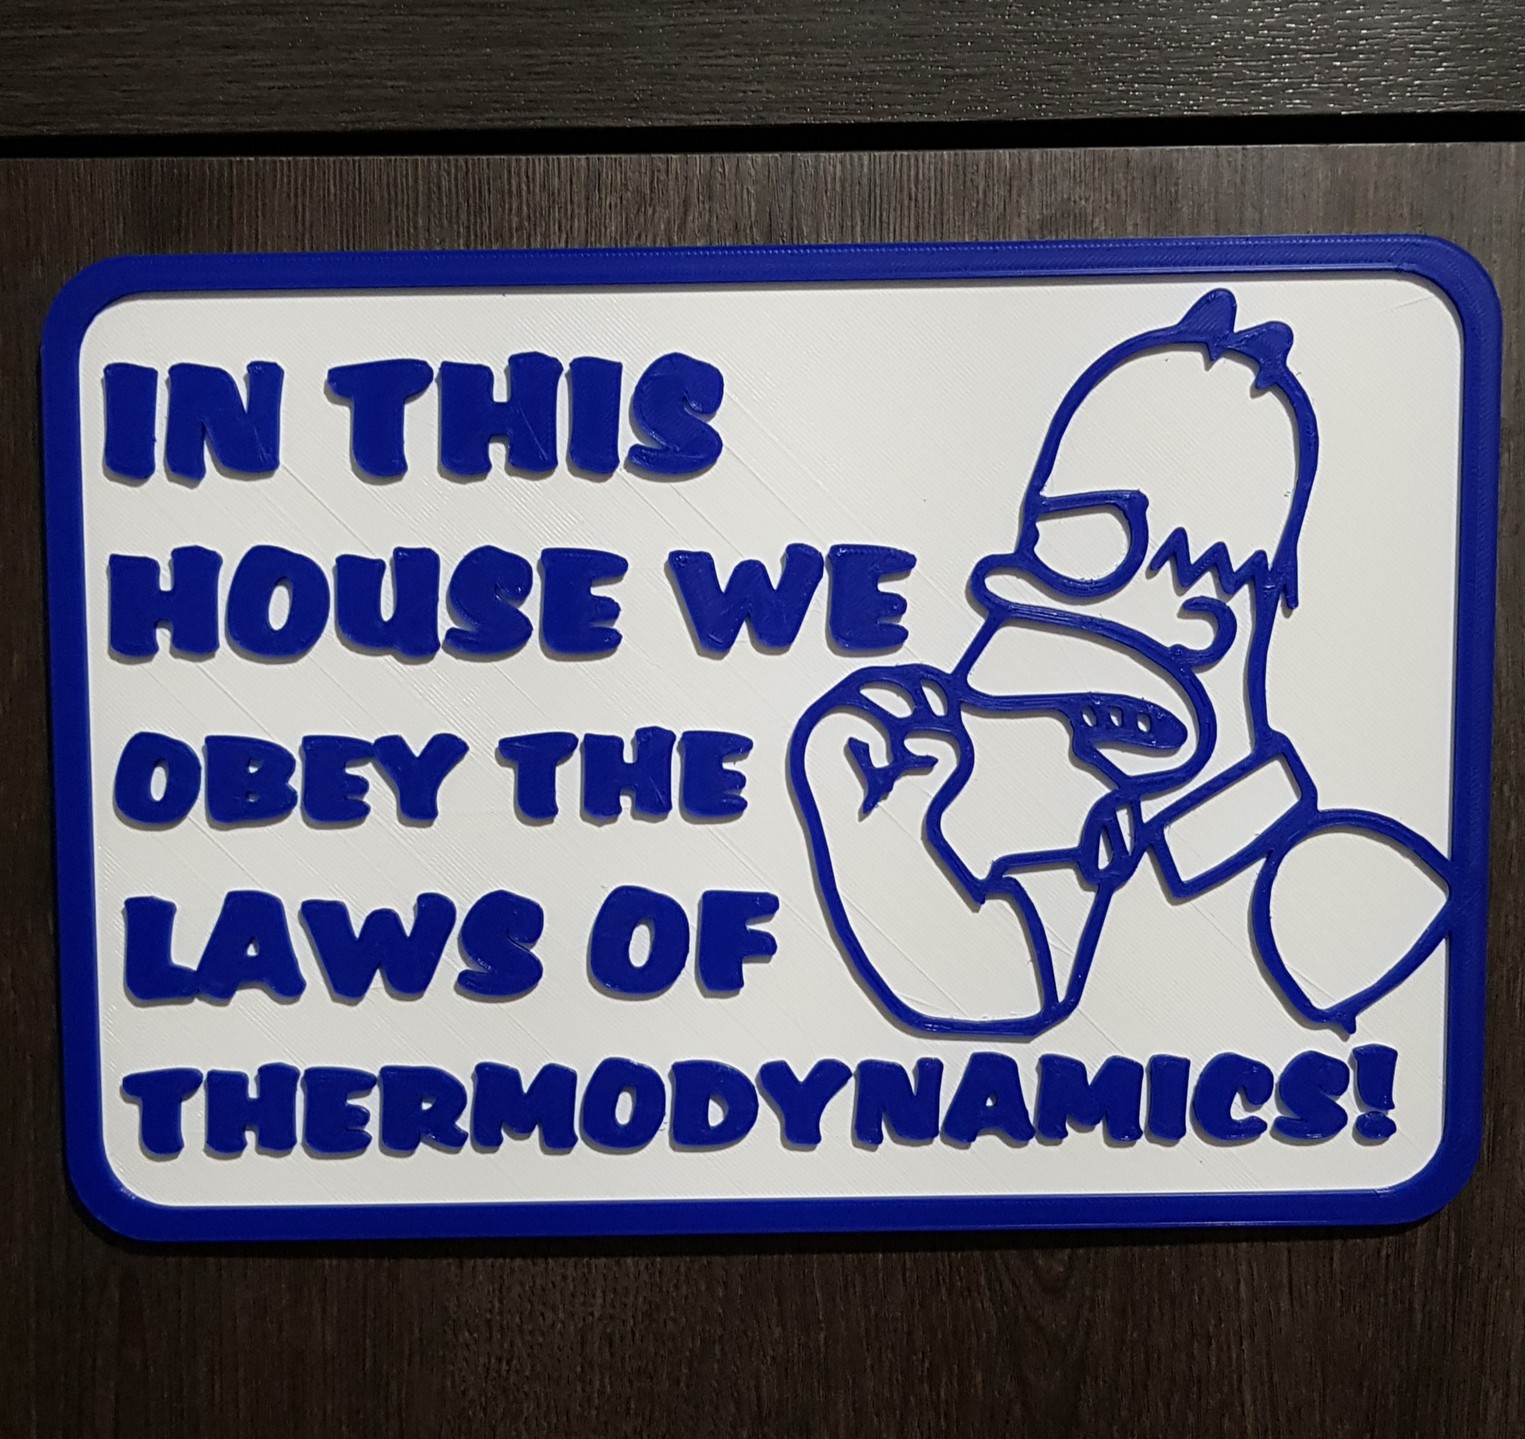 IN THIS
HOUSE WE
OBEY THE
LAWS OF
THERMODYNAMICS!